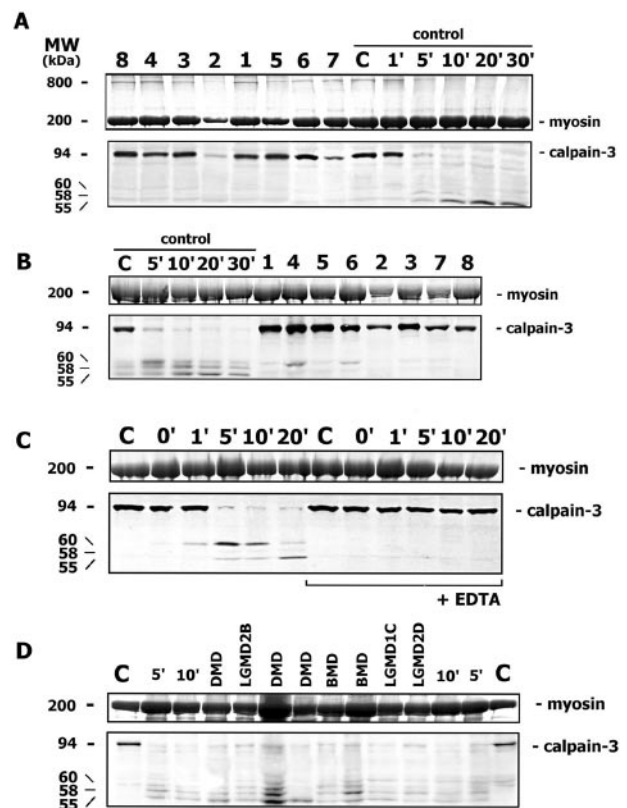 A
control
MW
(kDa)
8 4 3 2 1 5 6 7 C 1' 5' 10' 20' 30'
800 -
200 - - myosin
94 - - calpain-3
60
58
55
control
B C 5' 10' 20' 30' 1 4 5 6 2 3 7 8
200 - - myosin
94 - - calpain-3
60
58
55
C C 0' 1' 5' 10' 20' C 0' 1' 5' 10' 20'
200 - - myosin
94 - - calpain-3
60
58
55
+ EDTA
D
C 5' 10' DMD LGMD2B DMD DMD BMD BMD LGMD1C LGMD2D 10' 5' C
200 - - myosin
94 - - calpain-3
60
58
55